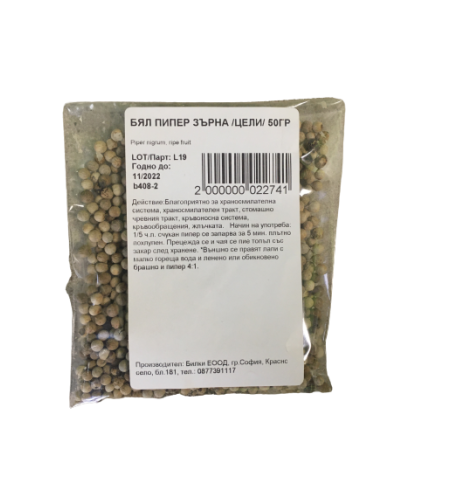 БЯЛ ПИПЕР ЗЪРНА /ЦЕЛИ/ 50ГР
Piper nigrum, ripe fruit
LOT/Парт: L19
Годно до:
11/2022
b408-2
2 000000 022741
Действие Благоприятно за храносмилателна
система, храносмилателен тракт, стомашно
чревния тракт, кръвоносна система,
кръвообращения, жлъчката. Начин на употреба:
1/5 ч.л. счукан пипер се запарва за 5 мин. плътно
похлупен. Прецежда се и чая се пие топъл със
захар след хранене. *Външно се правят лапи с
малко гореща вода и ленено или обикновено
брашно и пипер 4:1.
Производител: Билки ЕООД, гр.София, Красно
село, бл.181, тел.: 0877391117